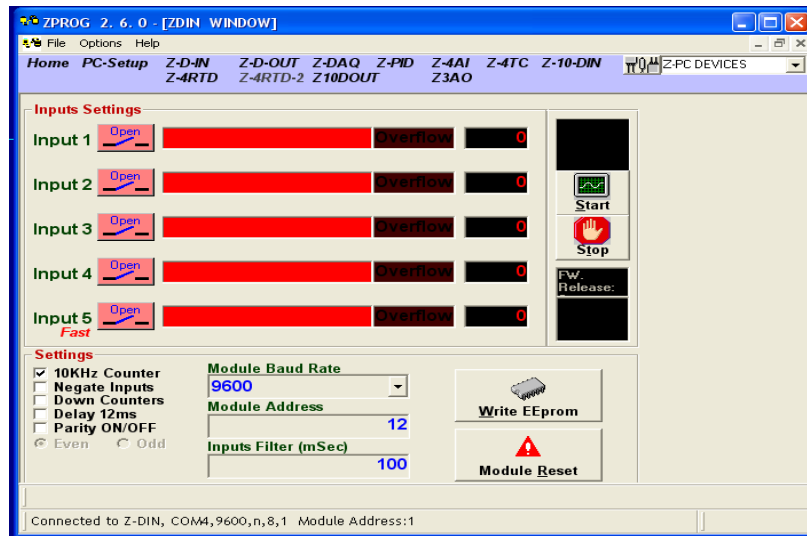 ZPROG 2. 6. 0 - [ZDIN WINDOW]
File Options Help
Home PC-Setup Z-D-IN Z-D-OUT Z-DAQ Z-PID Z-4AI Z-4TC Z-10-DIN Z-PC DEVICES
Z-4RTD Z-4RTD-2 Z10DOUT Z3AO
Inputs Settings
Input 1 Open Overflow 0
Input 2 Open Overflow 0
Start
Input 3 Open Overflow 0
Stop
Input 4 Open Overflow 0
FW.
Release:
Input 5 Open Overflow 0
Fast
Settings
10KHz Counter
Negate Inputs
Down Counters
Delay 12ms
Parity ON/OFF
Even Odd
Module Baud Rate
9600
Module Address
12
Inputs Filter (mSec)
100
Write EEprom
Module Reset
Connected to Z-DIN, COM4,9600,n,8,1 Module Address:1